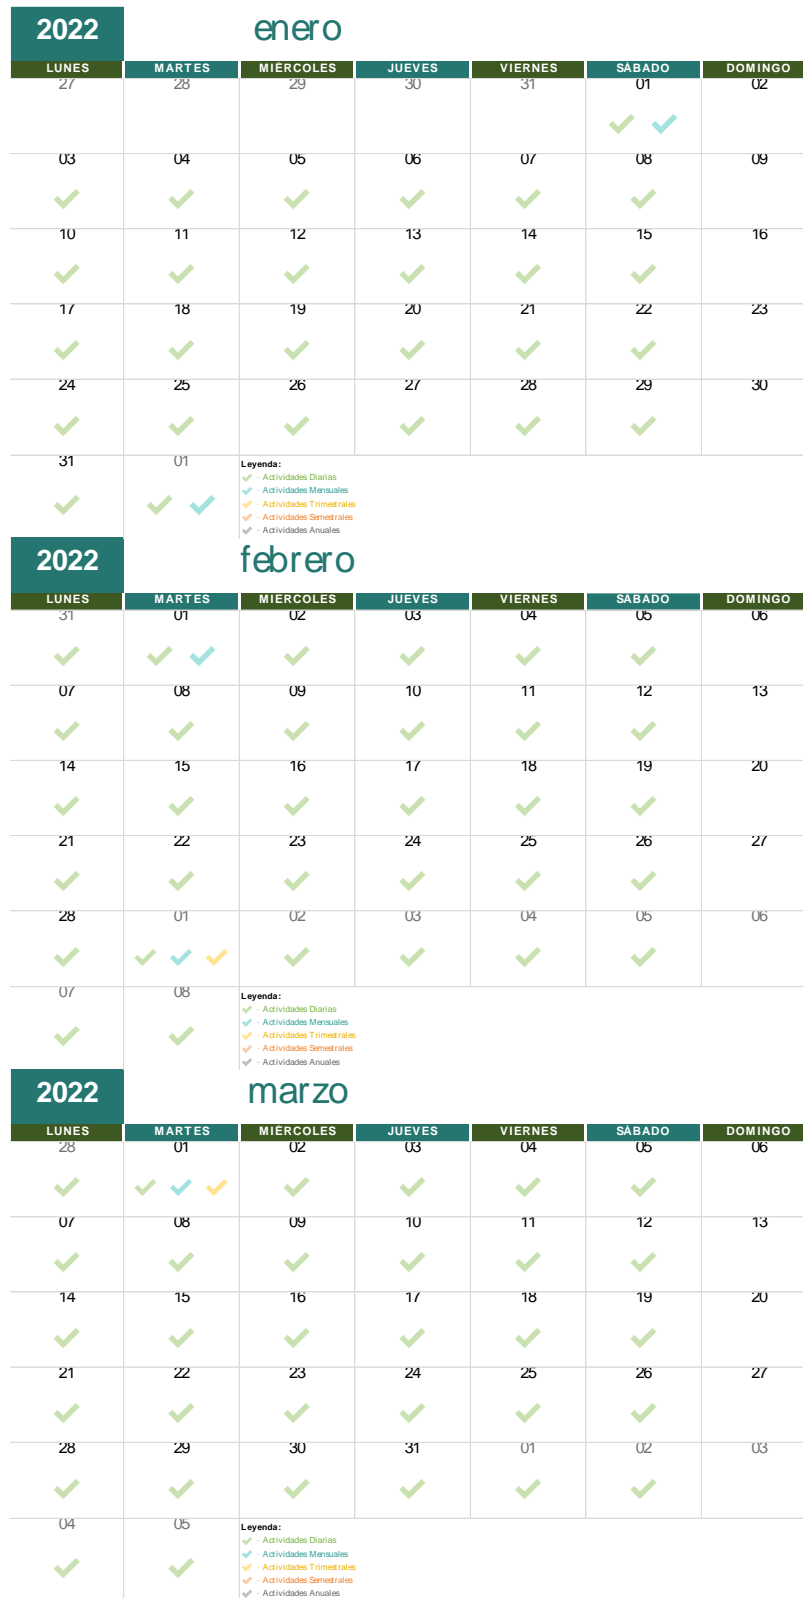 2022 enero
LUNES MARTES MIÉRCOLES JUEVES VIERNES SÁBADO DOMINGO
27 28 29 30 31 01 02
03 04 05 06 07 08 09
10 11 12 13 14 15 16
17 18 19 20 21 22 23
24 25 26 27 28 29 30
31 01
Leyenda:
- Actividades Diarias
- Actividades Mensuales
- Actividades Trimestrales
- Actividades Semestrales
- Actividades Anuales
2022 febrero
LUNES MARTES MIÉRCOLES JUEVES VIERNES SÁBADO DOMINGO
31 01 02 03 04 05 06
07 08 09 10 11 12 13
14 15 16 17 18 19 20
21 22 23 24 25 26 27
28 01 02 03 04 05 06
07 08
Leyenda:
- Actividades Diarias
- Actividades Mensuales
- Actividades Trimestrales
- Actividades Semestrales
- Actividades Anuales
2022 marzo
LUNES MARTES MIÉRCOLES JUEVES VIERNES SÁBADO DOMINGO
28 01 02 03 04 05 06
07 08 09 10 11 12 13
14 15 16 17 18 19 20
21 22 23 24 25 26 27
28 29 30 31 01 02 03
04 05
Leyenda:
- Actividades Diarias
- Actividades Mensuales
- Actividades Trimestrales
- Actividades Semestrales
- Actividades Anuales